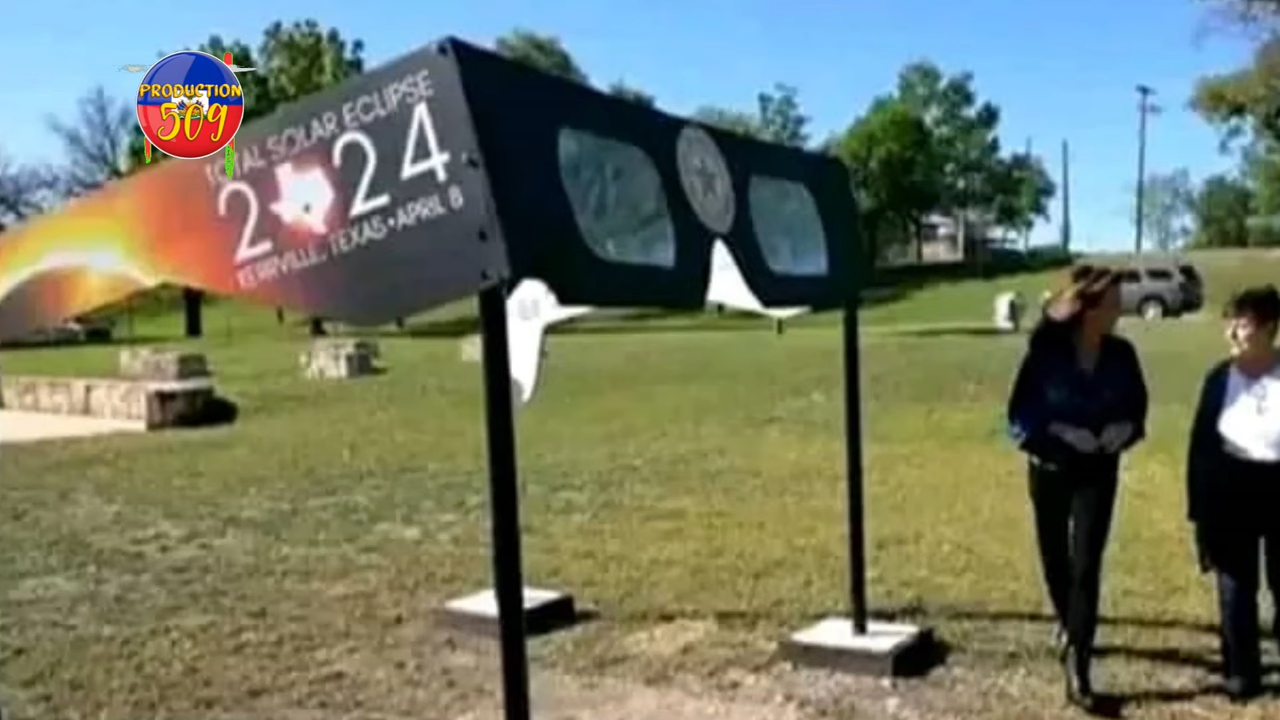 PRODUCTION
509
TOTAL SOLAR ECLIPSE
2024
KERRVILLE, TEXAS • APRIL 8